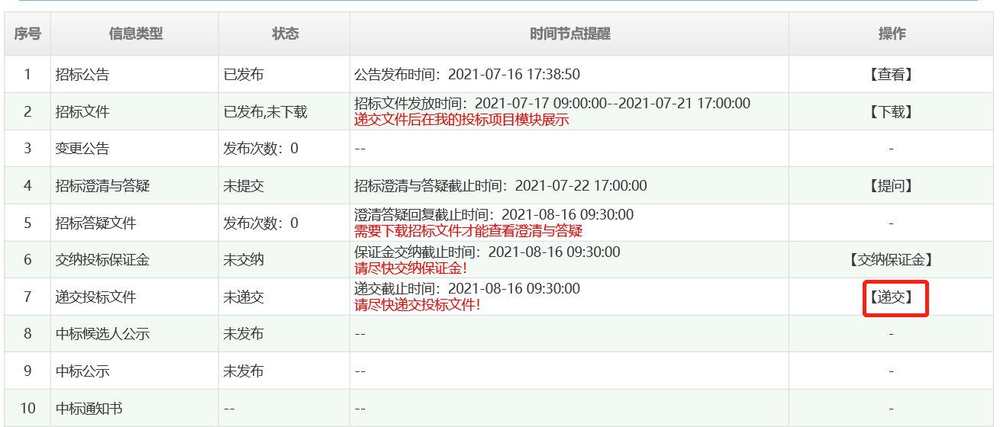 序号 信息类型 状态 时间节点提醒 操作
1 招标公告 已发布 公告发布时间：2021-07-16 17:38:50 【查看】
2 招标文件 已发布,未下载 招标文件发放时间：2021-07-17 09:00:00--2021-07-21 17:00:00 【下载】
递交文件后在我的投标项目模块展示
3 变更公告 发布次数：0 -- -
4 招标澄清与答疑 未提交 招标澄清与答疑截止时间：2021-07-22 17:00:00 【提问】
5 招标答疑文件 发布次数：0 澄清答疑回复截止时间：2021-08-16 09:30:00 -
需要下载招标文件才能查看澄清与答疑
6 交纳投标保证金 未交纳 保证金交纳截止时间：2021-08-16 09:30:00 【交纳保证金】
请尽快交纳保证金！
7 递交投标文件 未递交 递交截止时间：2021-08-16 09:30:00 【递交】
请尽快递交投标文件！
8 中标候选人公示 未发布 -- -
9 中标公示 未发布 -- -
10 中标通知书 -- -- -